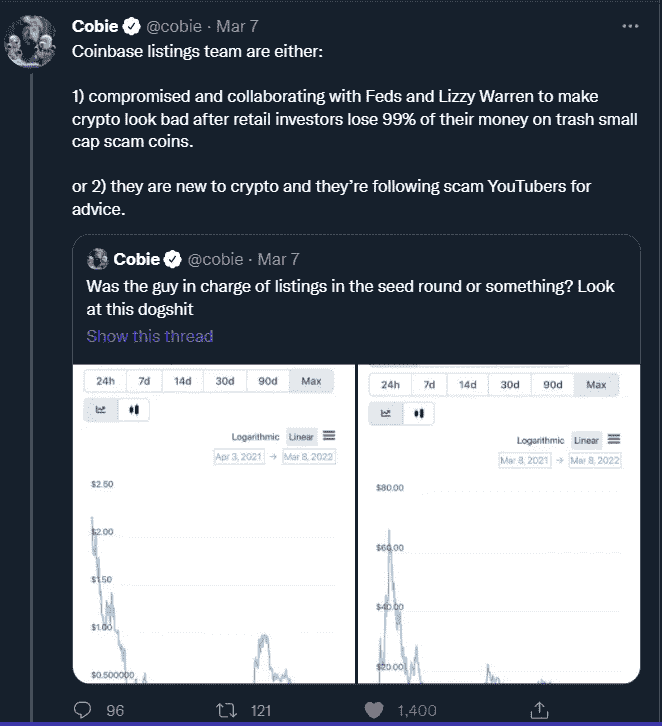 Cobie @cobie · Mar 7
Coinbase listings team are either:
1) compromised and collaborating with Feds and Lizzy Warren to make
crypto look bad after retail investors lose 99% of their money on trash small
cap scam coins.
or 2) they are new to crypto and they’re following scam YouTubers for
advice.
Cobie @cobie · Mar 7
Was the guy in charge of listings in the seed round or something? Look
at this dogshit
Show this thread
24h 7d 14d 30d 90d Max
Logarithmic Linear
Apr 3, 2021 → Mar 8, 2022
$2.50
$2.00
$1.50
$1.00
$0.500000
24h 7d 14d 30d 90d Max
Logarithmic Linear
Mar 8, 2021 → Mar 8, 2022
$80.00
$60.00
$40.00
$20.00
96 121 1,400